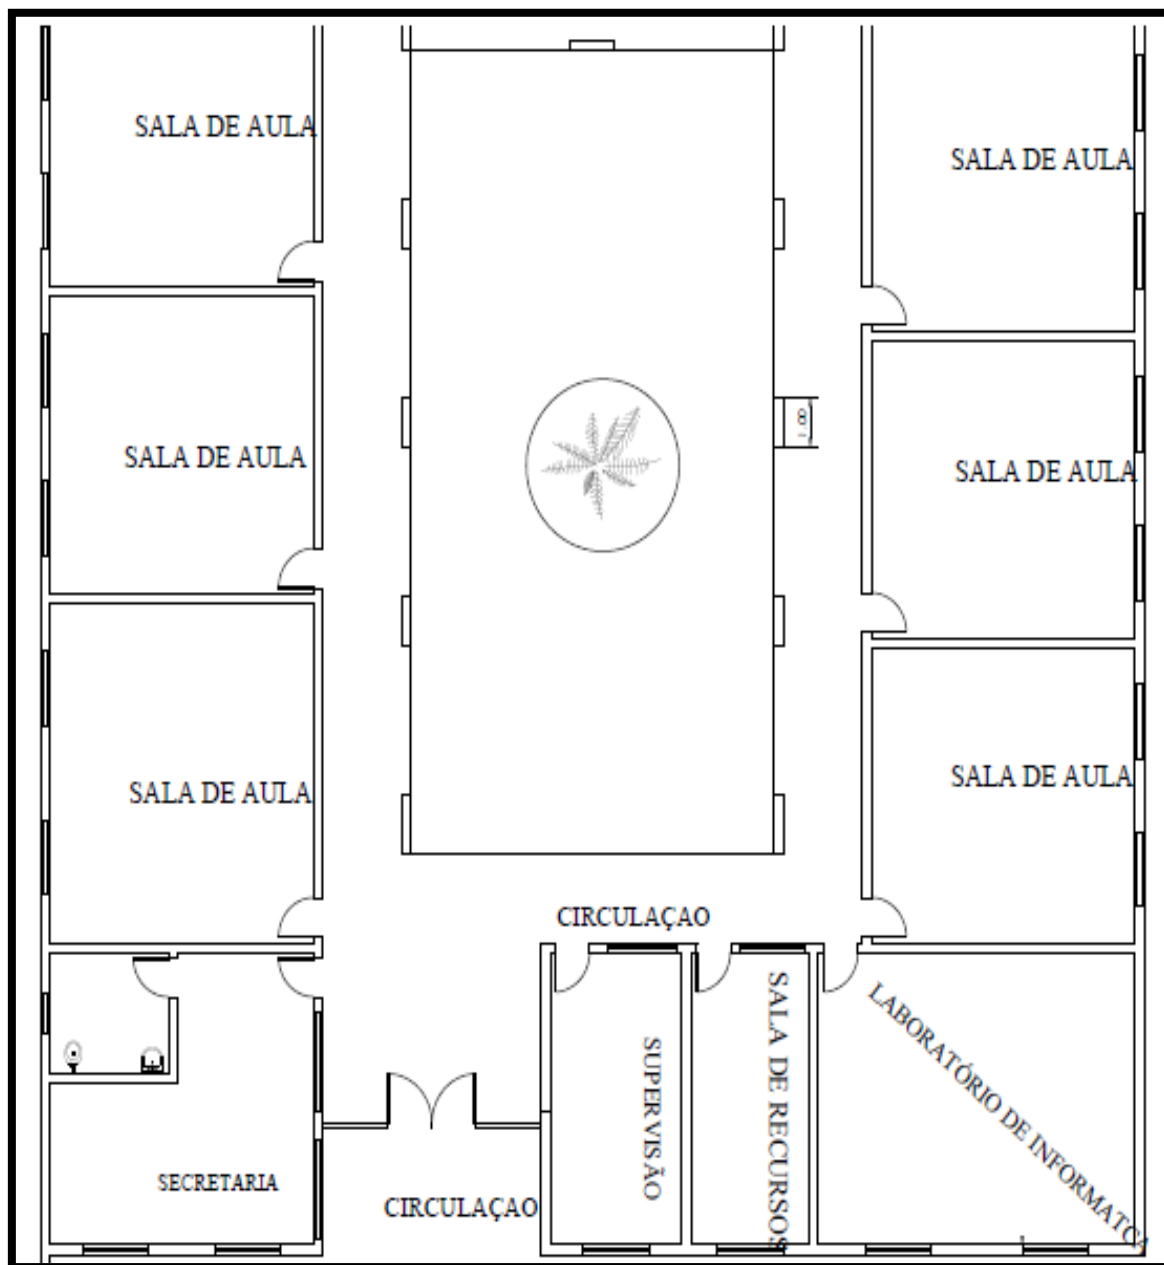 SALA DE AULA
SALA DE AULA
SALA DE AULA
SALA DE AULA
SALA DE AULA
SALA DE AULA
CIRCULAÇAO
SUPERVISÃO
SALA DE RECURSOS
LABORATÓRIO DE INFORMATCA
SECRETARIA
CIRCULAÇAO